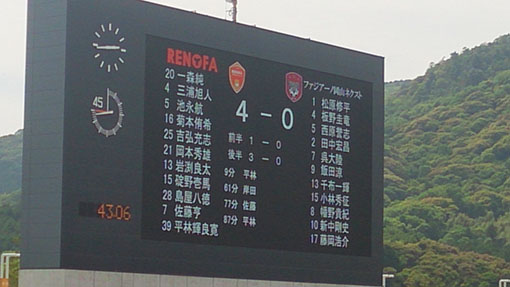 RENOFA
20 一森純
4 三浦旭人
5 池永航
16 菊本侑希
25 吉弘充志
21 岡本秀雄
13 岩渕良太
15 碇野壱馬
28 島屋八徳
7 佐藤亨
39 平林輝良寛
4 - 0
前半 1 - 0
後半 3 - 0
9分 平林
61分 岸田
77分 佐藤
87分 平林
ファジアーノ岡山ネクスト
1 松原修平
4 板野圭竜
5 西原誉志
2 田中宏昌
7 呉大陸
9 飯田涼
13 千布一輝
15 小林秀征
8 幡野貴紀
10 新中剛史
17 藤岡浩介
45
43.06